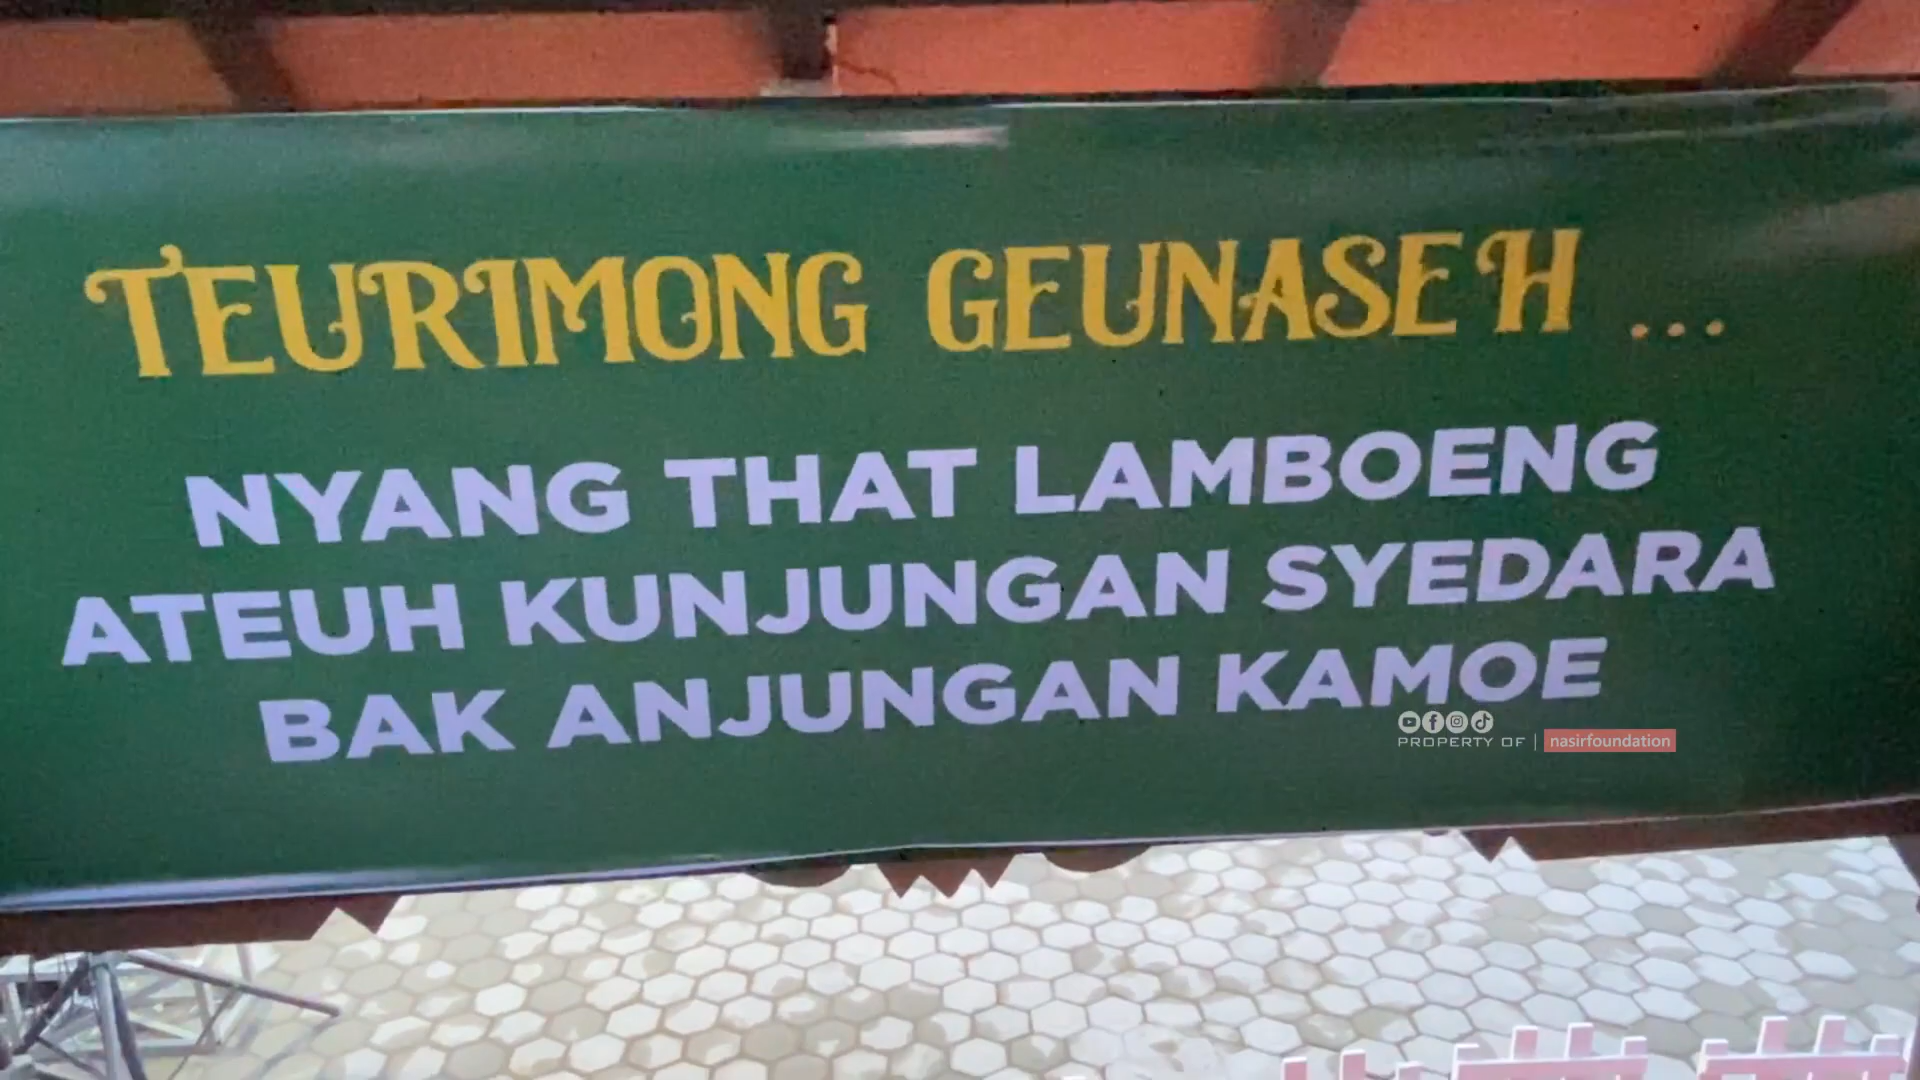 TEURIMONG GEUNASEH ...
NYANG THAT LAMBOENG
ATEUH KUNJUNGAN SYEDARA
BAK ANJUNGAN KAMOE
PROPERTY OF | nasirfoundation